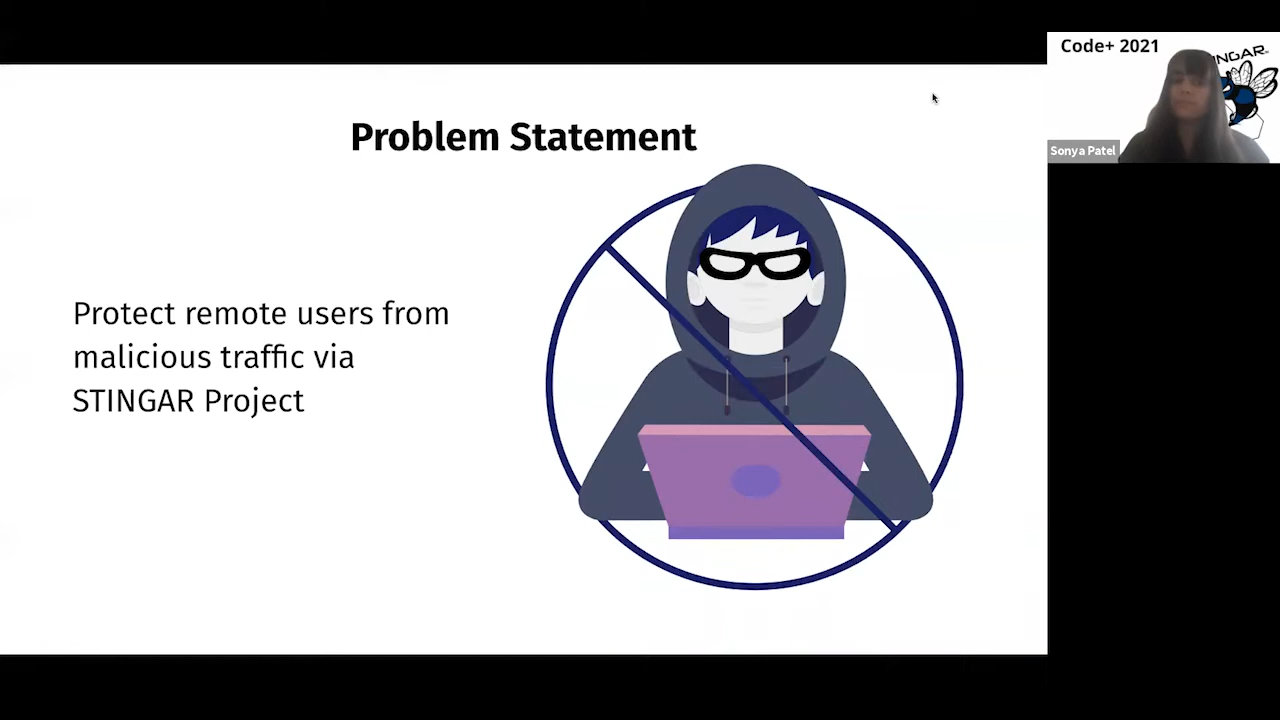 Code+ 2021
Problem Statement
Sonya Patel
Protect remote users from
malicious traffic via
STINGAR Project